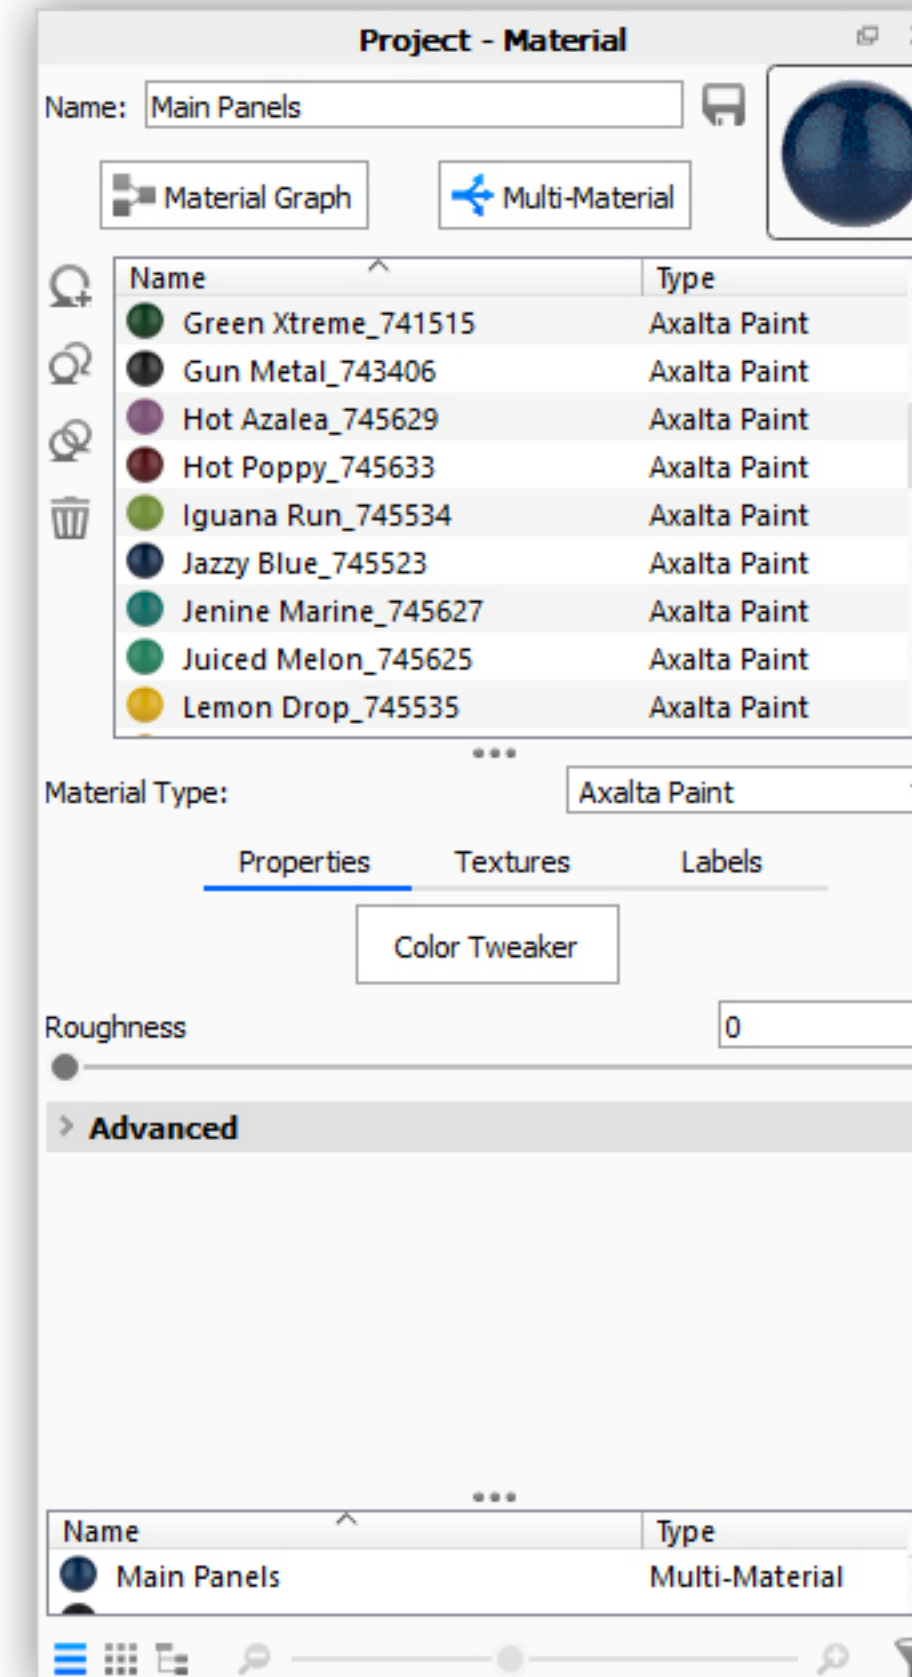 Project - Material
Name: Main Panels
Material Graph Multi-Material
Name Type
Green Xtreme_741515 Axalta Paint
Gun Metal_743406 Axalta Paint
Hot Azalea_745629 Axalta Paint
Hot Poppy_745633 Axalta Paint
Iguana Run_745534 Axalta Paint
Jazzy Blue_745523 Axalta Paint
Jenine Marine_745627 Axalta Paint
Juiced Melon_745625 Axalta Paint
Lemon Drop_745535 Axalta Paint
Material Type: Axalta Paint
Properties Textures Labels
Color Tweaker
Roughness 0
Advanced
Name Type
Main Panels Multi-Material